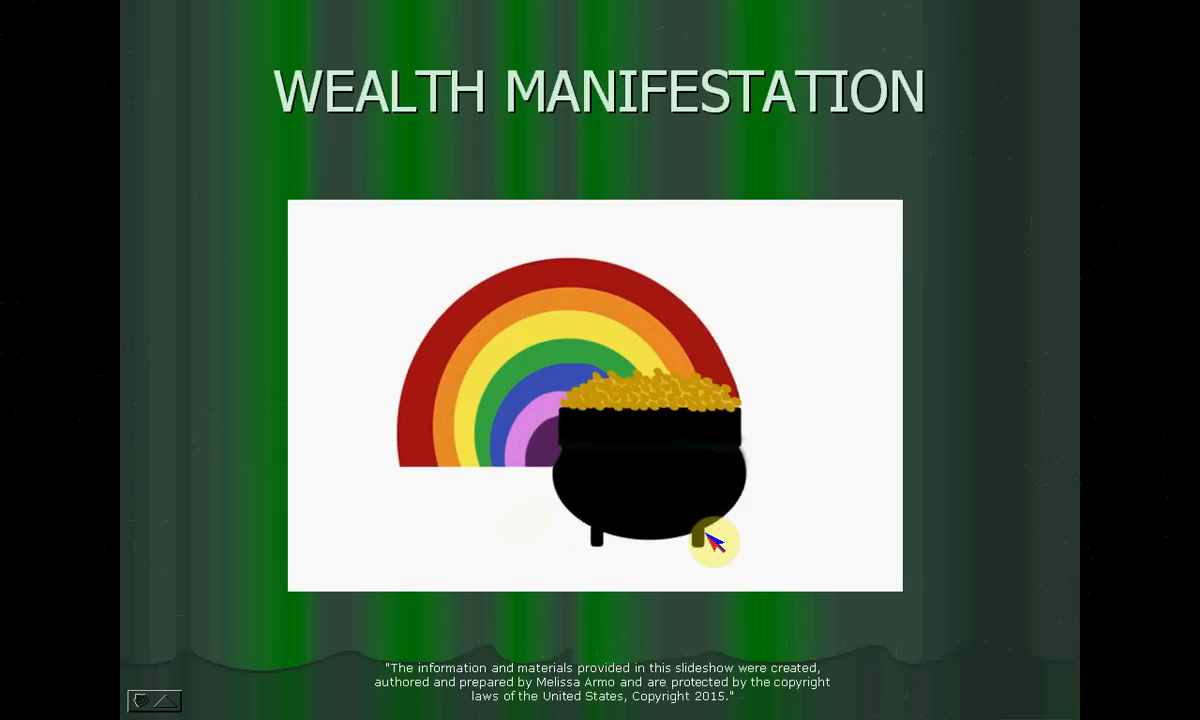 WEALTH MANIFESTATION
"The information and materials provided in this slideshow were created,
authored and prepared by Melissa Armo and are protected by the copyright
laws of the United States, Copyright 2015."